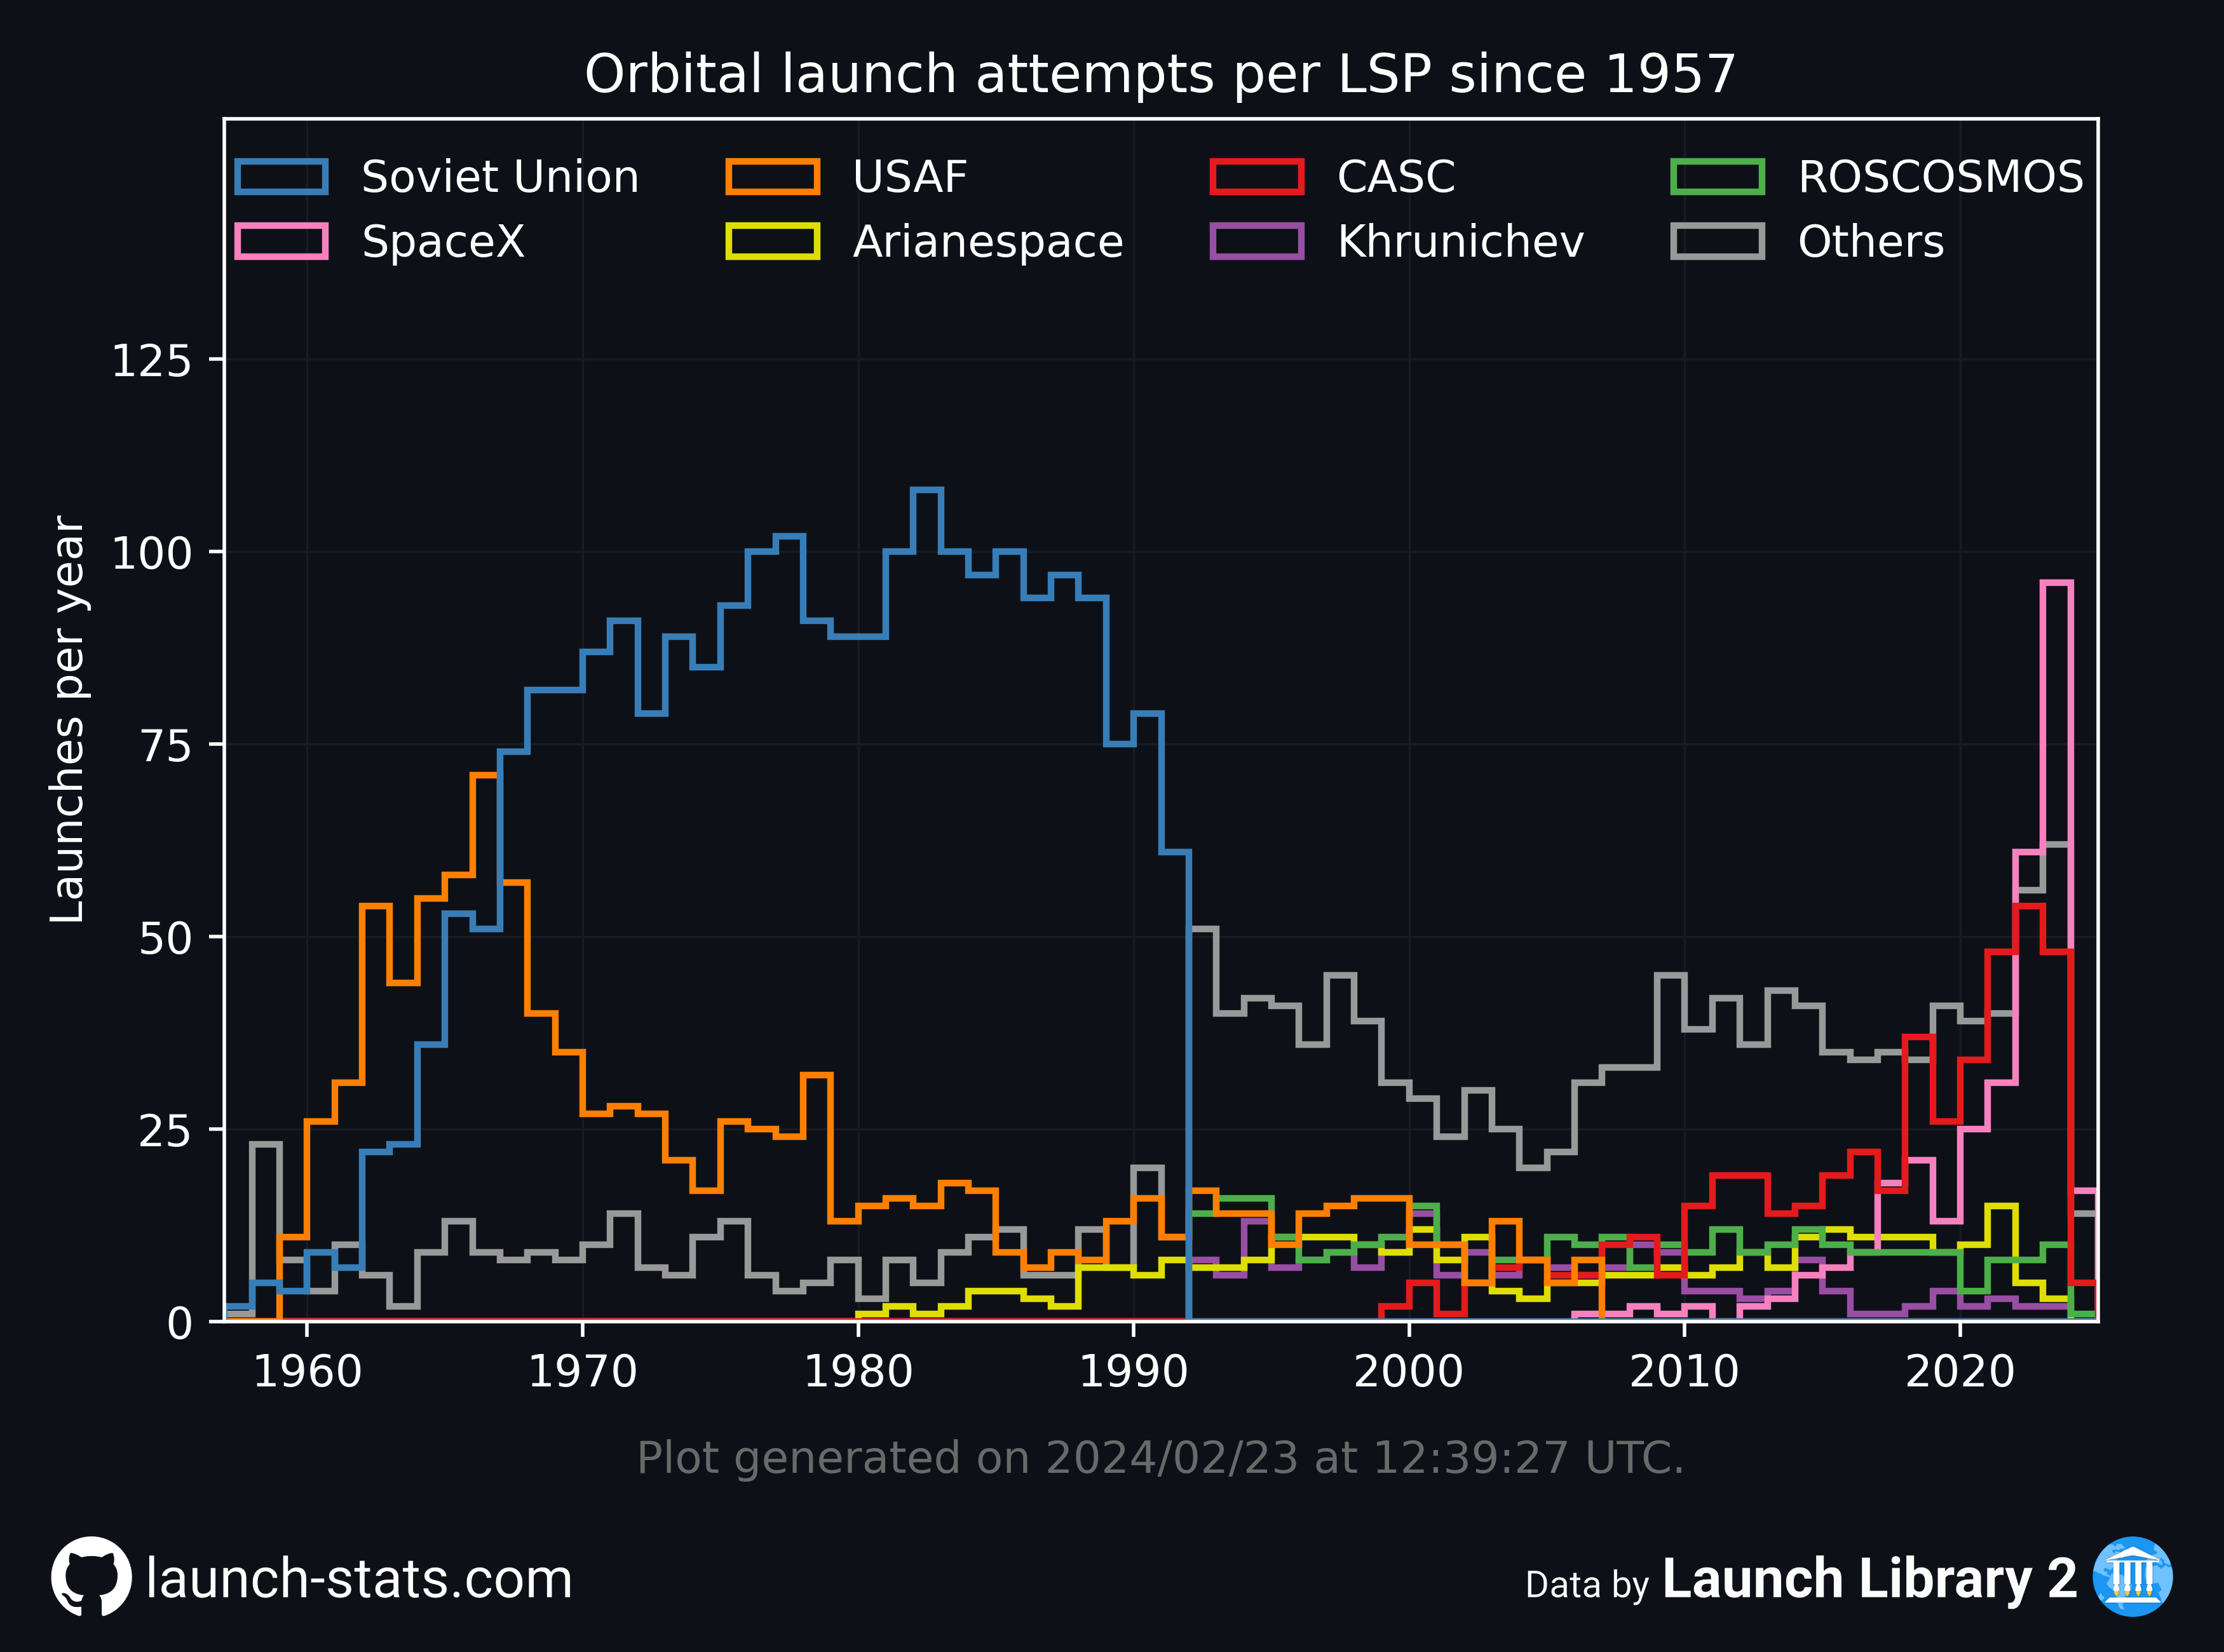 Orbital launch attempts per LSP since 1957
Soviet Union USAF CASC ROSCOSMOS
SpaceX Arianespace Khrunichev Others
Launches per year
125
100
75
50
25
0
1960 1970 1980 1990 2000 2010 2020
Plot generated on 2024/02/23 at 12:39:27 UTC.
launch-stats.com
Data by Launch Library 2